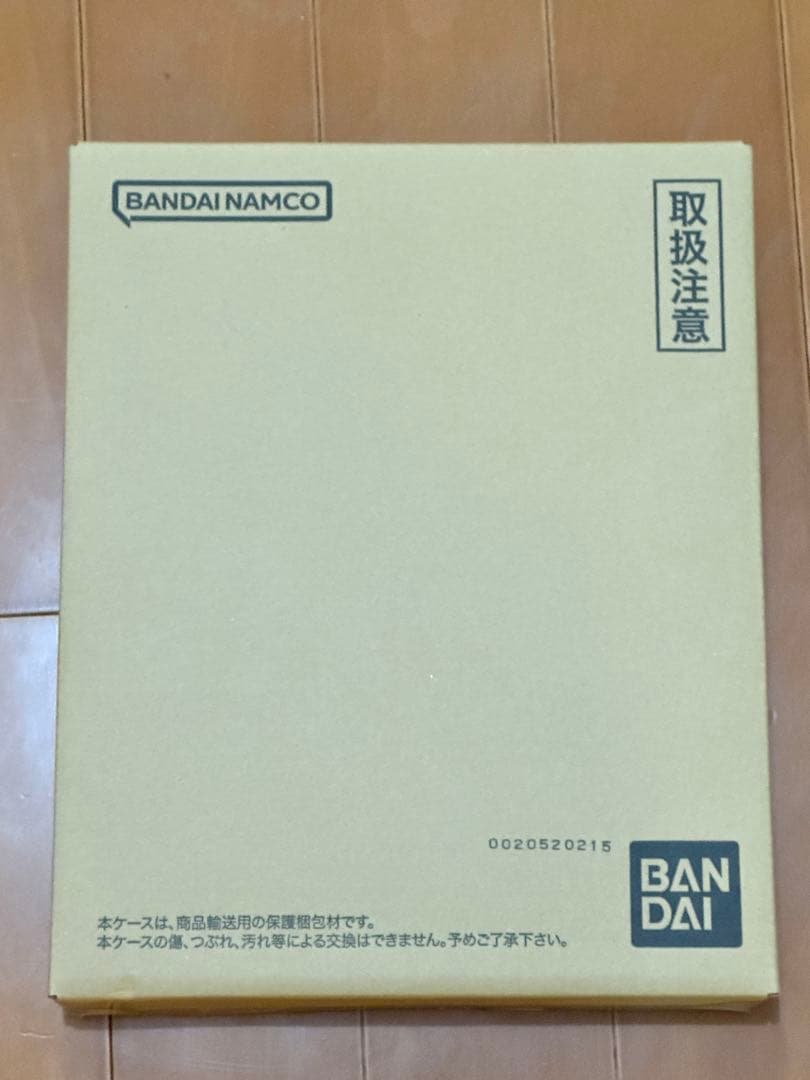 BANDAI NAMCO
取扱注意
0020520215
BAN
DAI
本ケースは、商品輸送用の保護梱包材です。
本ケースの傷、つぶれ、汚れ等による交換はできません。予めご了承下さい。